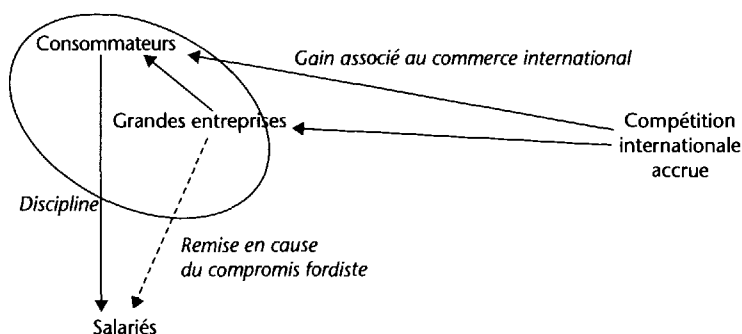 Consommateurs
Gain associé au commerce international
Grandes entreprises
Compétition
internationale
accrue
Discipline
Remise en cause
du compromis fordiste
Salariés